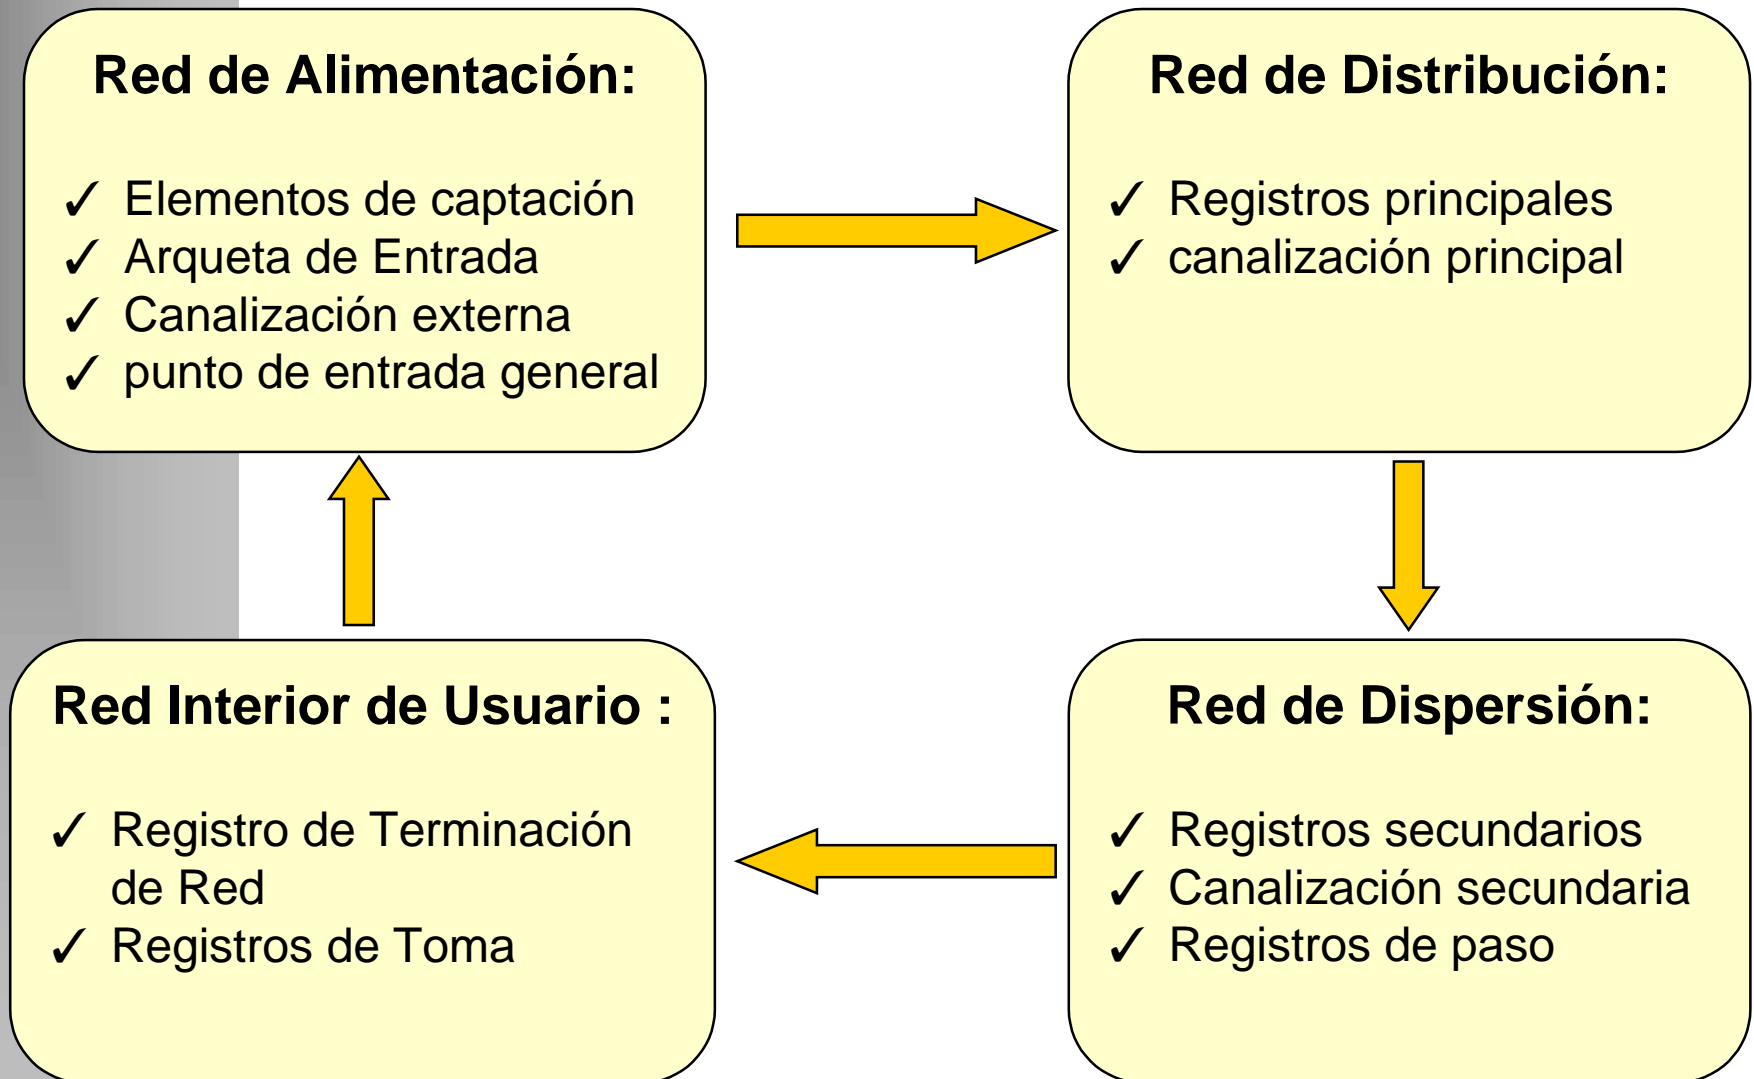 Red de Alimentación:
✓ Elementos de captación
✓ Arqueta de Entrada
✓ Canalización externa
✓ punto de entrada general
Red de Distribución:
✓ Registros principales
✓ canalización principal
Red Interior de Usuario :
✓ Registro de Terminación
de Red
✓ Registros de Toma
Red de Dispersión:
✓ Registros secundarios
✓ Canalización secundaria
✓ Registros de paso